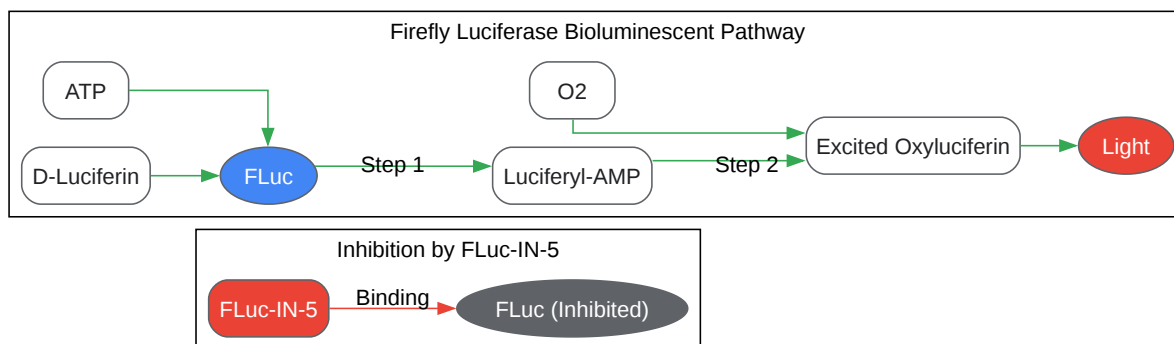 Firefly Luciferase Bioluminescent Pathway
ATP
O2
D-Luciferin
FLuc
Step 1
Luciferyl-AMP
Step 2
Excited Oxyluciferin
Light
Inhibition by FLuc-IN-5
FLuc-IN-5
Binding
FLuc (Inhibited)